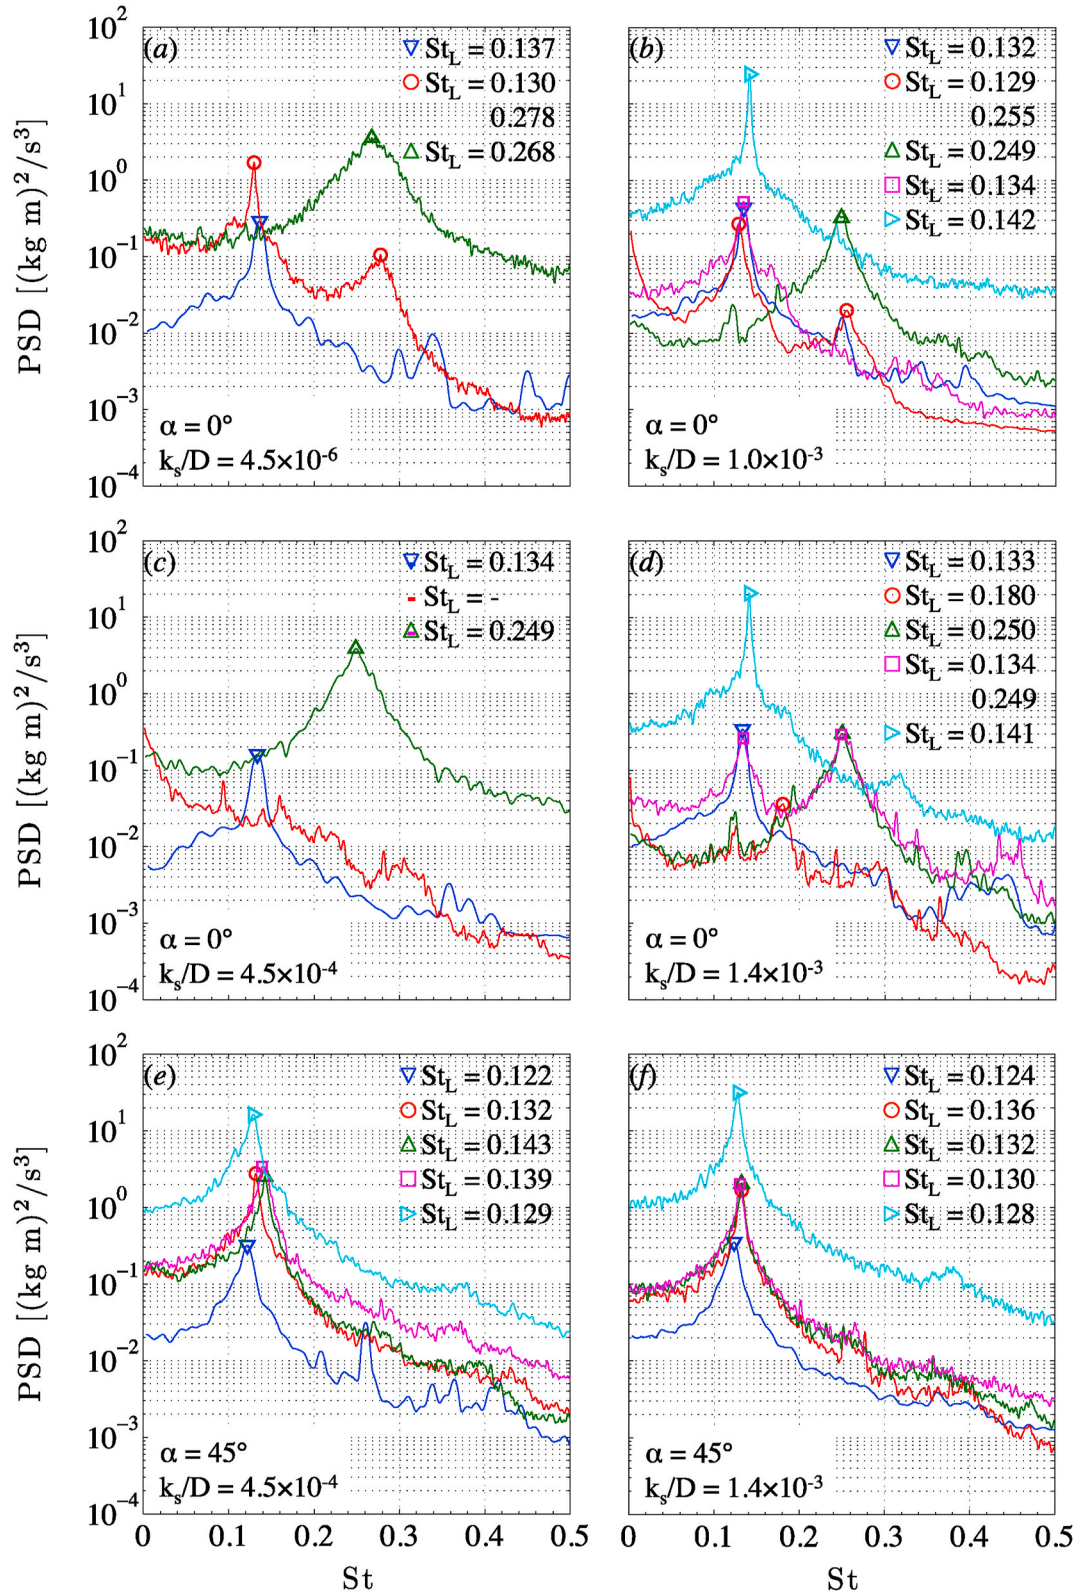 (a)
St_L = 0.137
St_L = 0.130
0.278
St_L = 0.268
α = 0°
k_s/D = 4.5×10^-6
10^2
10^1
10^0
10^-1
10^-2
10^-3
10^-4
PSD [(kg m)^2/s^3]
(b)
St_L = 0.132
St_L = 0.129
0.255
St_L = 0.249
St_L = 0.134
St_L = 0.142
α = 0°
k_s/D = 1.0×10^-3
(c)
St_L = 0.134
St_L = -
St_L = 0.249
α = 0°
k_s/D = 4.5×10^-4
10^2
10^1
10^0
10^-1
10^-2
10^-3
10^-4
PSD [(kg m)^2/s^3]
(d)
St_L = 0.133
St_L = 0.180
St_L = 0.250
St_L = 0.134
0.249
St_L = 0.141
α = 0°
k_s/D = 1.4×10^-3
(e)
St_L = 0.122
St_L = 0.132
St_L = 0.143
St_L = 0.139
St_L = 0.129
α = 45°
k_s/D = 4.5×10^-4
10^2
10^1
10^0
10^-1
10^-2
10^-3
10^-4
PSD [(kg m)^2/s^3]
0 0.1 0.2 0.3 0.4 0.5
St
(f)
St_L = 0.124
St_L = 0.136
St_L = 0.132
St_L = 0.130
St_L = 0.128
α = 45°
k_s/D = 1.4×10^-3
0 0.1 0.2 0.3 0.4 0.5
St